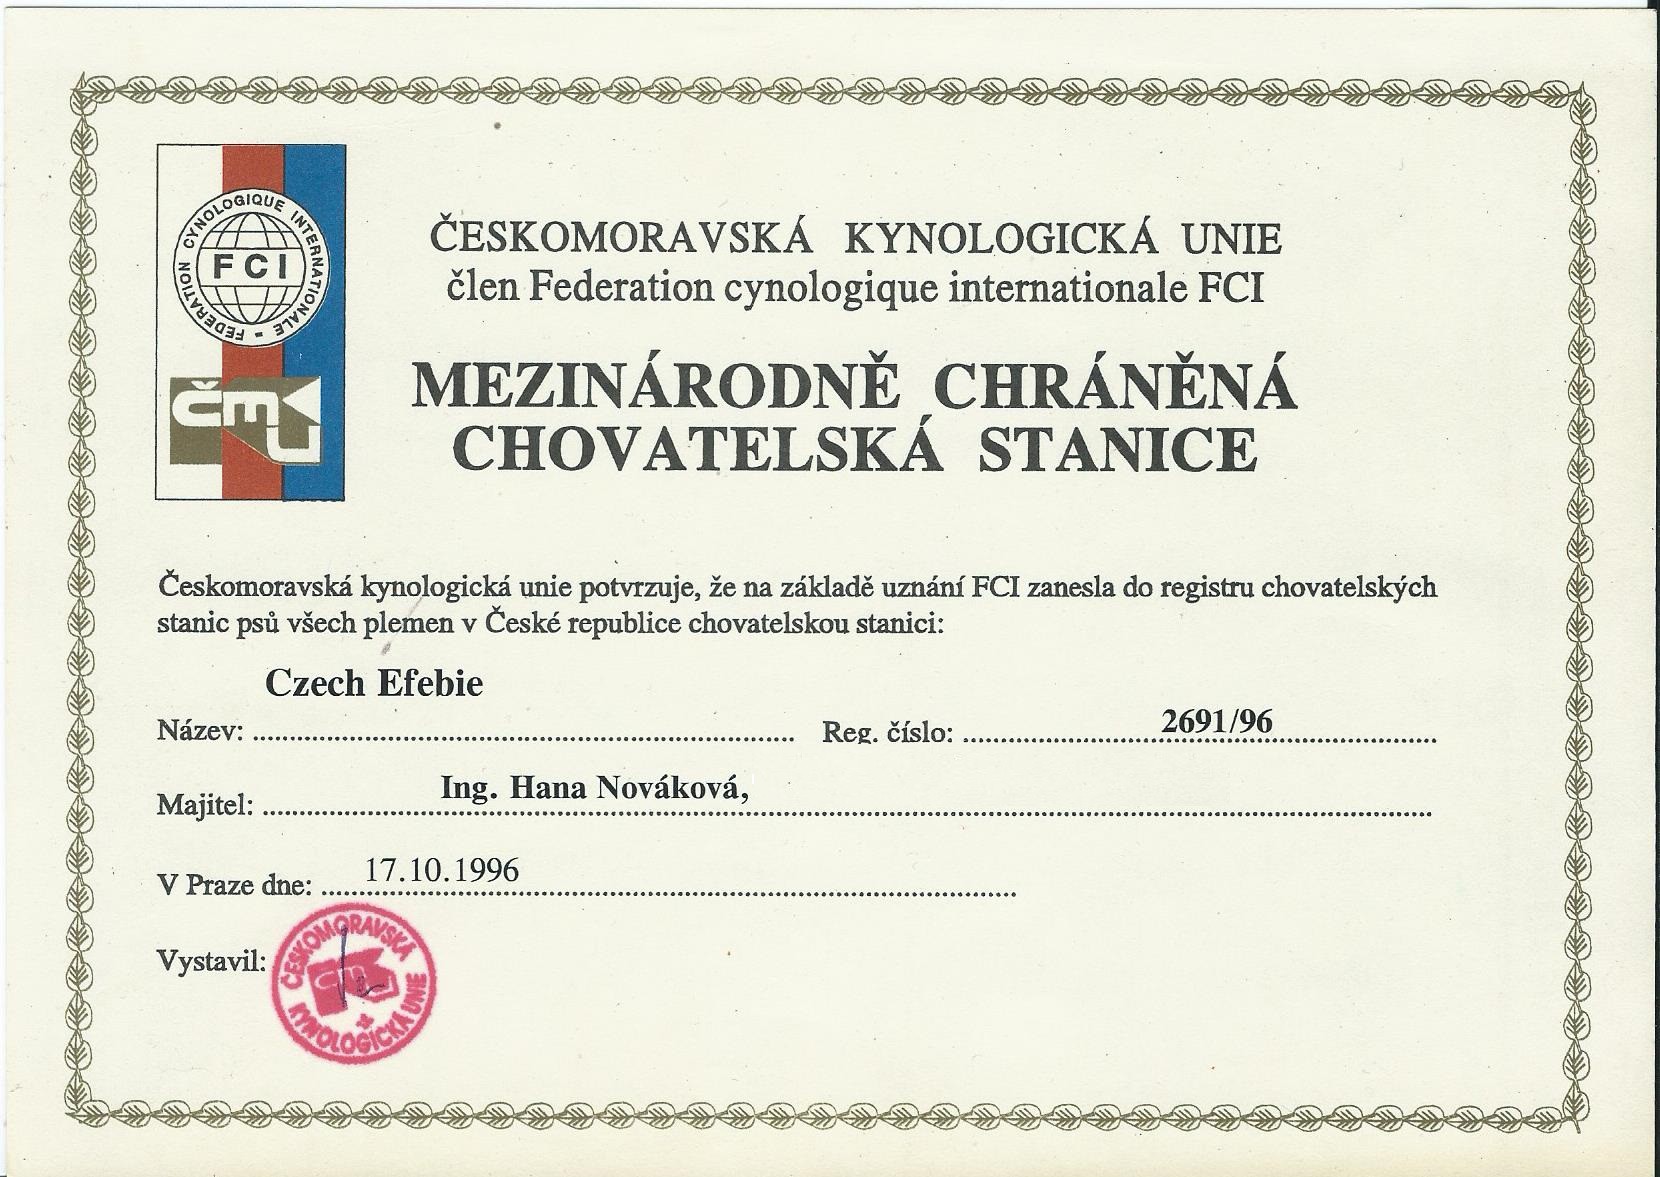 FEDERATION CYNOLOGIQUE INTERNATIONALE -
FCI
ČMKU
ČESKOMORAVSKÁ KYNOLOGICKÁ UNIE
člen Federation cynologique internationale FCI
MEZINÁRODNĚ CHRÁNĚNÁ
CHOVATELSKÁ STANICE
Českomoravská kynologická unie potvrzuje, že na základě uznání FCI zanesla do registru chovatelských
stanic psů všech plemen v České republice chovatelskou stanici:
Název: Czech Efebie Reg. číslo: 2691/96
Majitel: Ing. Hana Nováková,
V Praze dne: 17.10.1996
Vystavil:
ČESKOMORAVSKÁ
KYNOLOGICKÁ UNIE
ČMKU